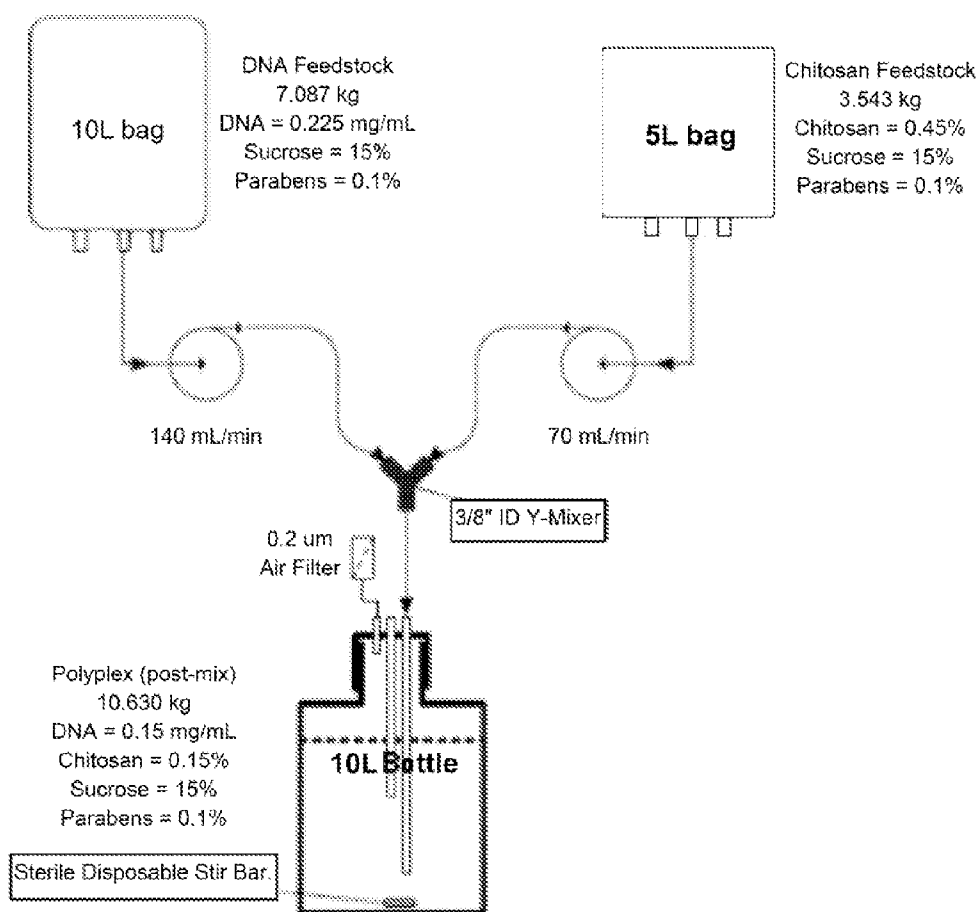 10L bag
DNA Feedstock
7.087 kg
DNA = 0.225 mg/mL
Sucrose = 15%
Parabens = 0.1%
5L bag
Chitosan Feedstock
3.543 kg
Chitosan = 0.45%
Sucrose = 15%
Parabens = 0.1%
140 mL/min
70 mL/min
3/8" ID Y-Mixer
0.2 um
Air Filter
Polyplex (post-mix)
10.630 kg
DNA = 0.15 mg/mL
Chitosan = 0.15%
Sucrose = 15%
Parabens = 0.1%
10L Bottle
Sterile Disposable Stir Bar.